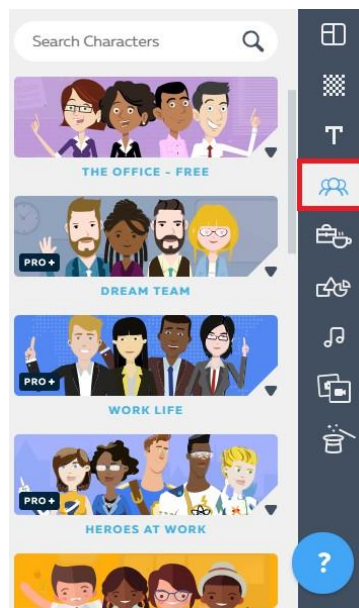 Search Characters
THE OFFICE - FREE
PRO+
DREAM TEAM
PRO+
WORK LIFE
PRO+
HEROES AT WORK
T
?